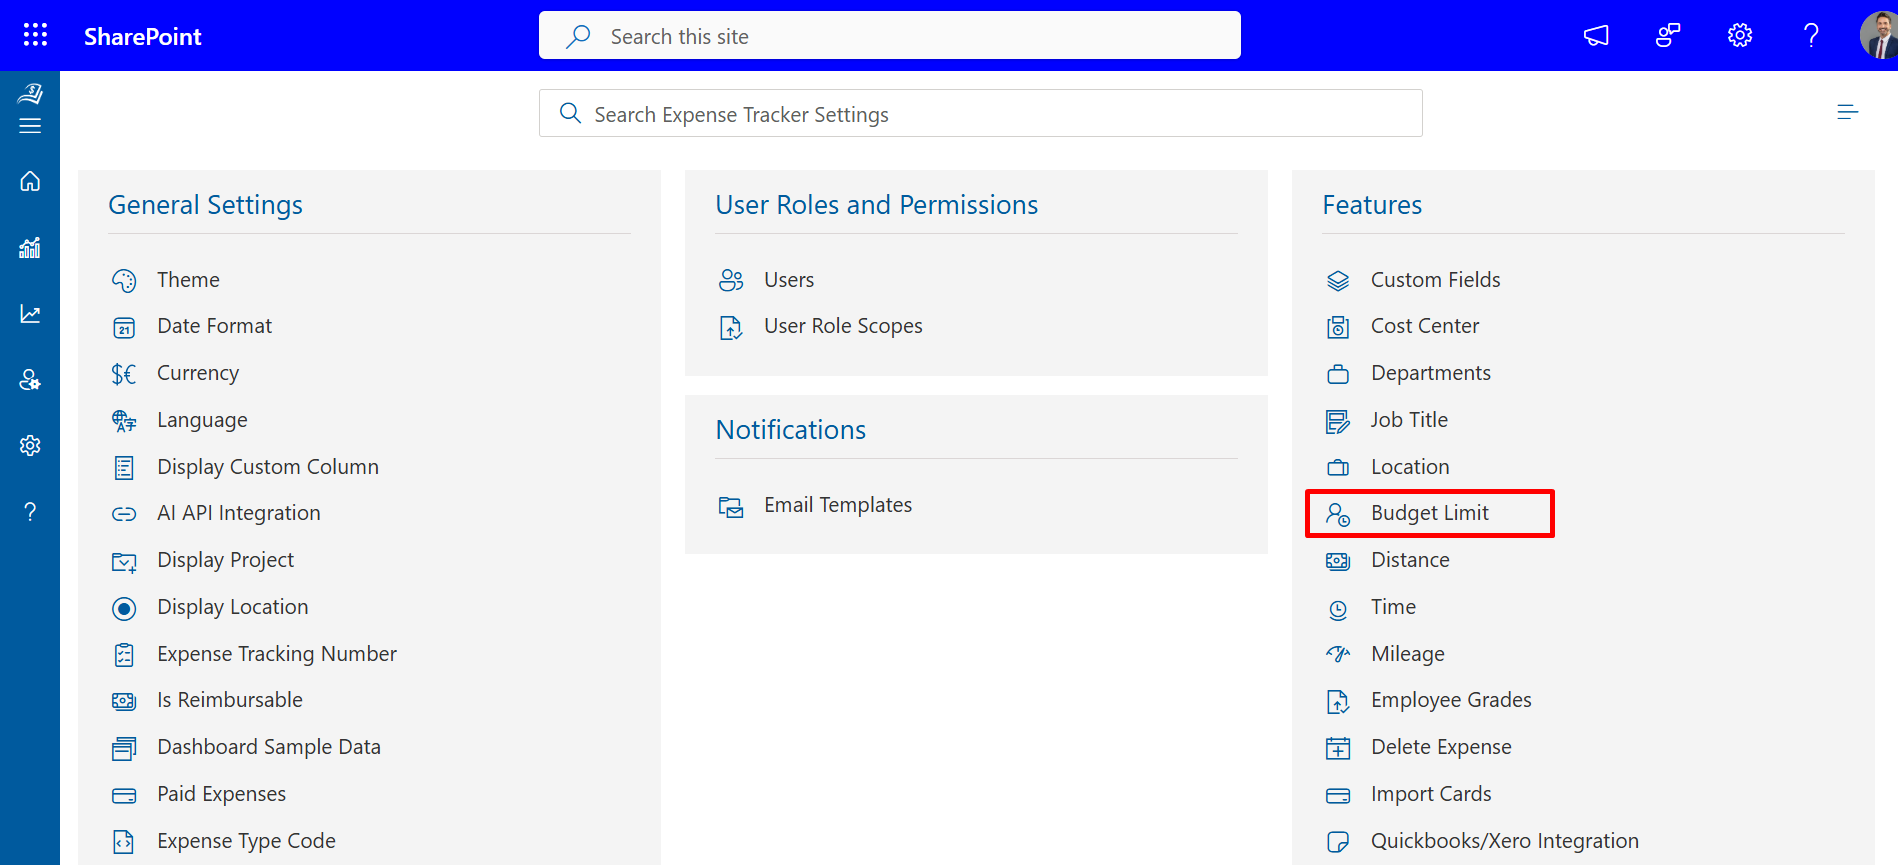 SharePoint
Search this site
Search Expense Tracker Settings
General Settings
Theme
21
Date Format
$€
Currency
Language
Display Custom Column
AI API Integration
Display Project
Display Location
Expense Tracking Number
Is Reimbursable
Dashboard Sample Data
Paid Expenses
Expense Type Code
User Roles and Permissions
Users
User Role Scopes
Notifications
Email Templates
Features
Custom Fields
Cost Center
Departments
Job Title
Location
Budget Limit
Distance
Time
Mileage
Employee Grades
Delete Expense
Import Cards
Quickbooks/Xero Integration